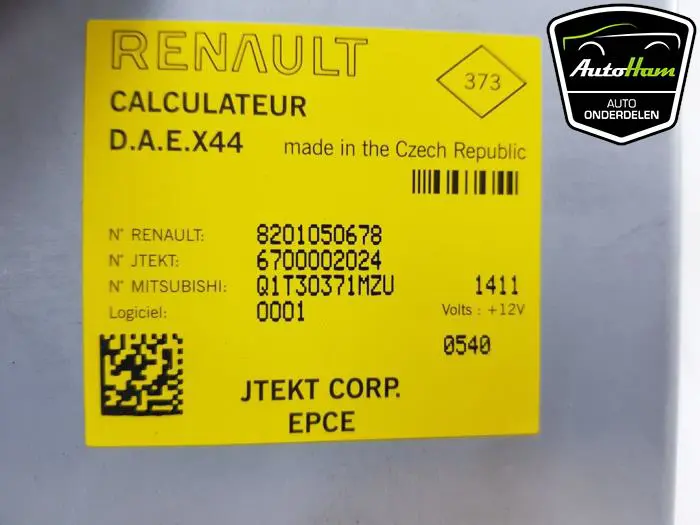 RENAULT
373
CALCULATEUR
D.A.E.X44
made in the Czech Republic
N° RENAULT: 8201050678
N° JTEKT: 6700002024
N° MITSUBISHI: Q1T30371MZU 1411
Logiciel: 0001 Volts : +12V
0540
JTEKT CORP.
EPCE
AutoHam
AUTO
ONDERDELEN